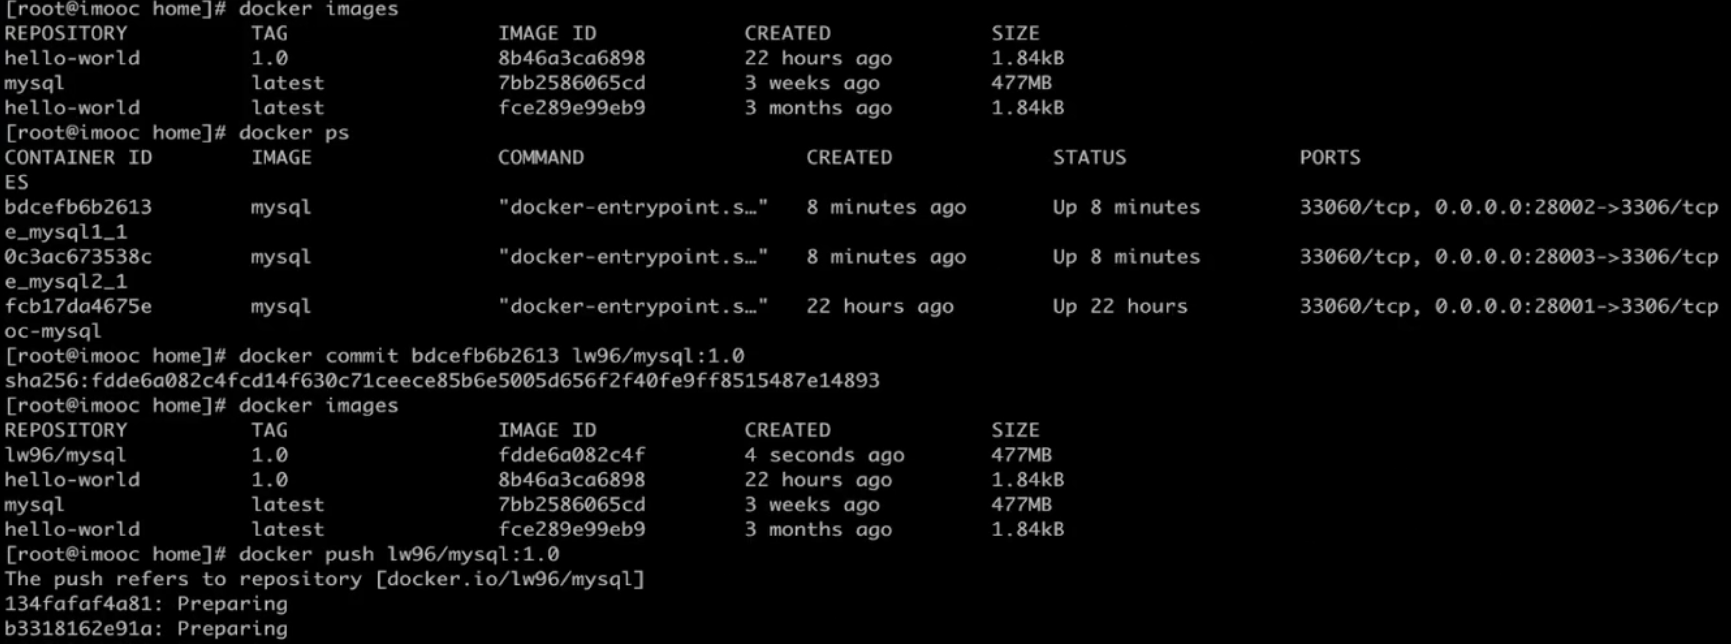 [root@imooc home]# docker images
REPOSITORY TAG IMAGE ID CREATED SIZE
hello-world 1.0 8b46a3ca6898 22 hours ago 1.84kB
mysql latest 7bb2586065cd 3 weeks ago 477MB
hello-world latest fce289e99eb9 3 months ago 1.84kB
[root@imooc home]# docker ps
CONTAINER ID IMAGE COMMAND CREATED STATUS PORTS
ES
bdcefb6b2613 mysql "docker-entrypoint.s…" 8 minutes ago Up 8 minutes 33060/tcp, 0.0.0.0:28002->3306/tcp
e_mysql1_1
0c3ac673538c mysql "docker-entrypoint.s…" 8 minutes ago Up 8 minutes 33060/tcp, 0.0.0.0:28003->3306/tcp
e_mysql2_1
fcb17da4675e mysql "docker-entrypoint.s…" 22 hours ago Up 22 hours 33060/tcp, 0.0.0.0:28001->3306/tcp
oc-mysql
[root@imooc home]# docker commit bdcefb6b2613 lw96/mysql:1.0
sha256:fdde6a082c4fcd14f630c71ceece85b6e5005d656f2f40fe9ff8515487e14893
[root@imooc home]# docker images
REPOSITORY TAG IMAGE ID CREATED SIZE
lw96/mysql 1.0 fdde6a082c4f 4 seconds ago 477MB
hello-world 1.0 8b46a3ca6898 22 hours ago 1.84kB
mysql latest 7bb2586065cd 3 weeks ago 477MB
hello-world latest fce289e99eb9 3 months ago 1.84kB
[root@imooc home]# docker push lw96/mysql:1.0
The push refers to repository [docker.io/lw96/mysql]
134fafaf4a81: Preparing
b3318162e91a: Preparing